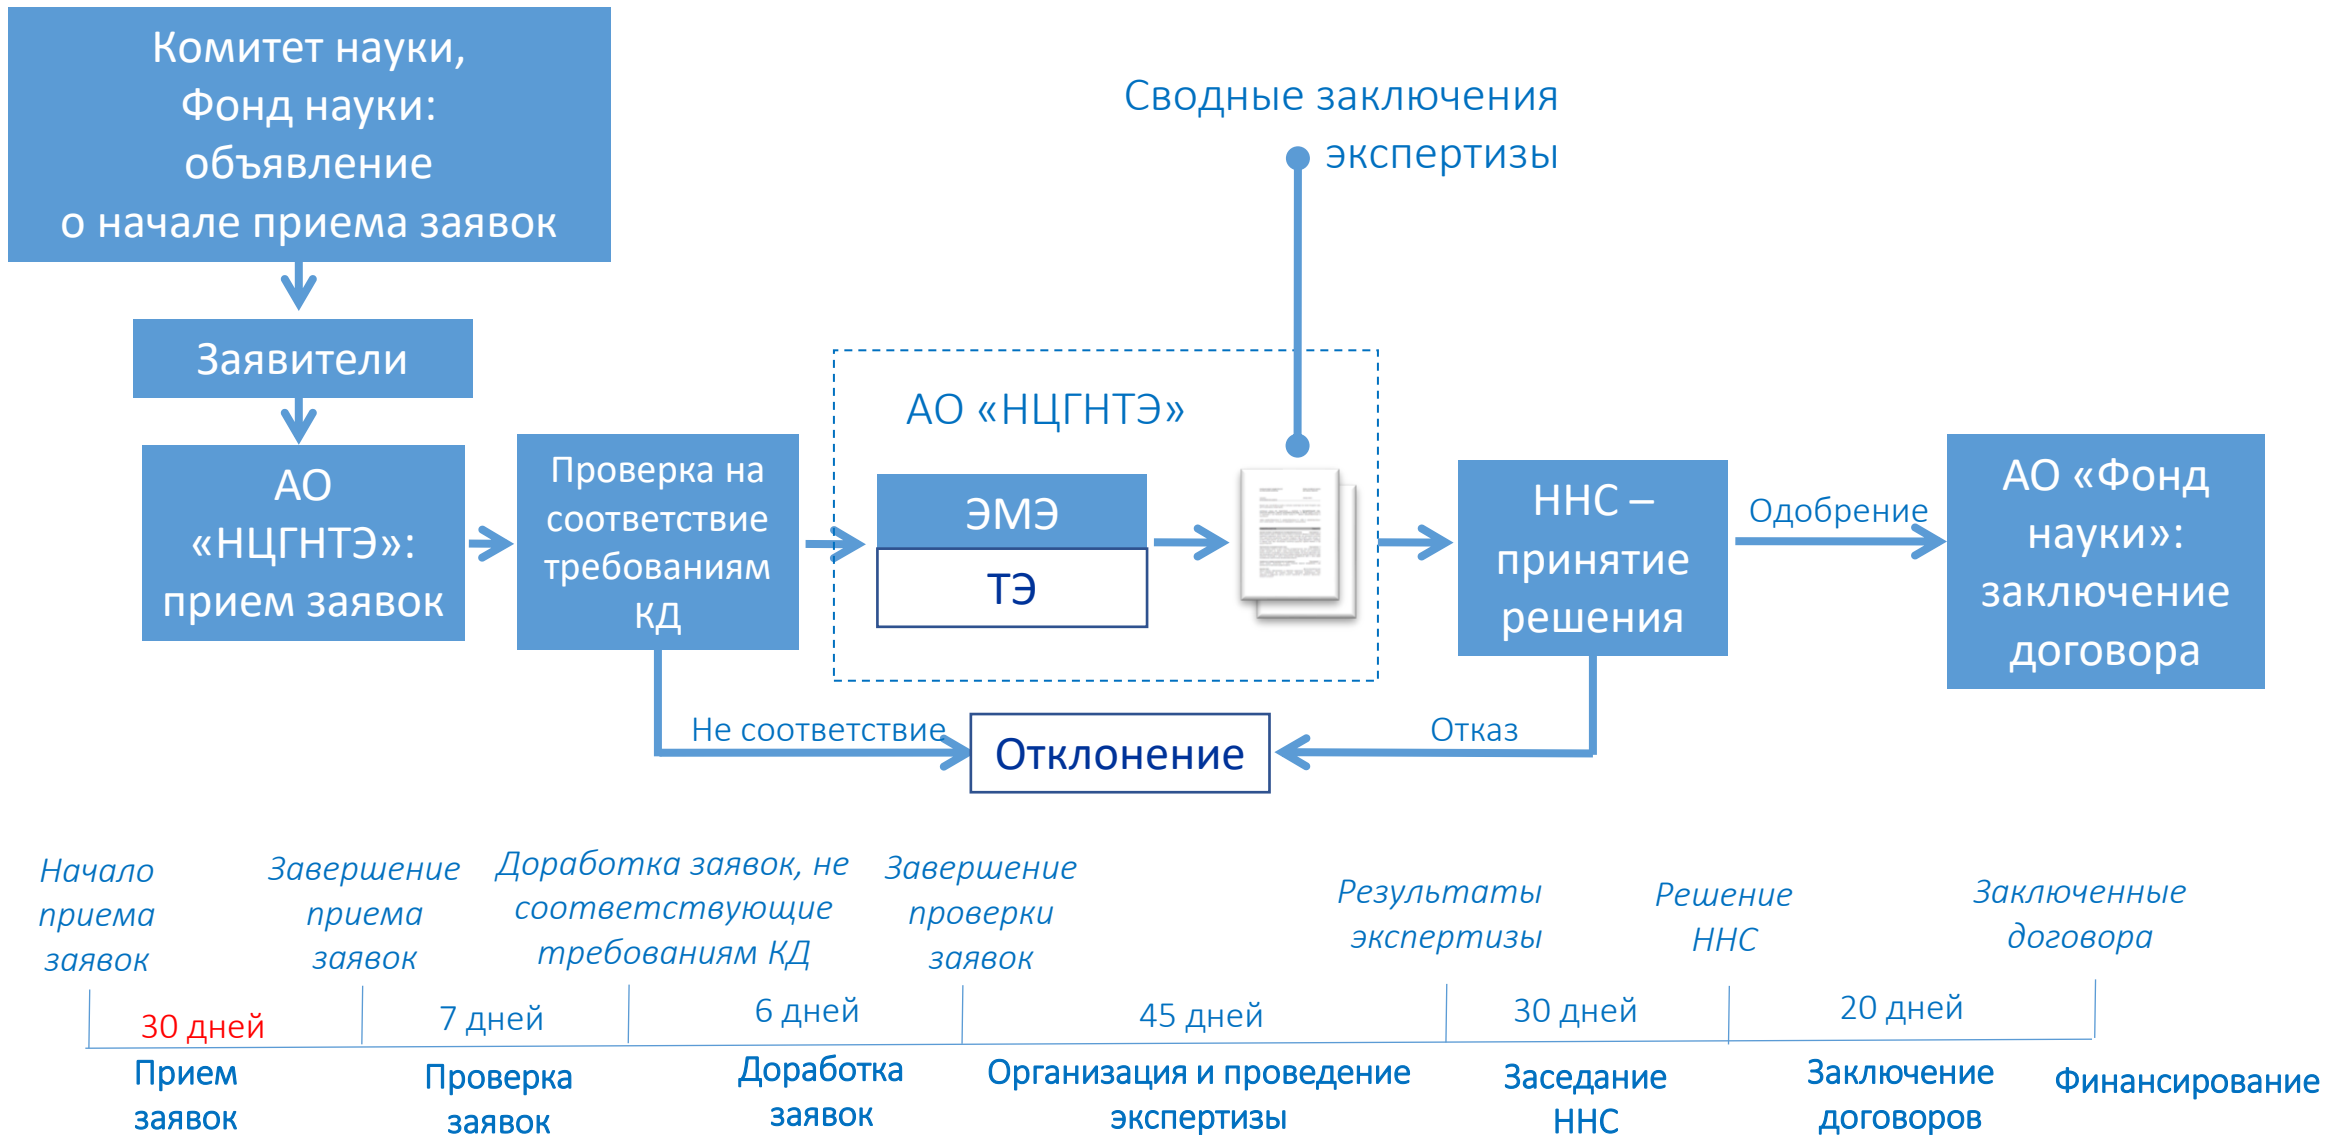 Комитет науки,
Фонд науки:
объявление
о начале приема заявок
Сводные заключения
экспертизы
Заявители
АО
«НЦГНТЭ»:
прием заявок
Проверка на
соответствие
требованиям
КД
АО «НЦГНТЭ»
ЭМЭ
ТЭ
ННС –
принятие
решения
Одобрение
АО «Фонд
науки»:
заключение
договора
Не соответствие
Отклонение
Отказ
Начало
приема
заявок
Завершение
приема
заявок
Доработка заявок, не
соответствующие
требованиям КД
Завершение
проверки
заявок
Результаты
экспертизы
Решение
ННС
Заключенные
договора
30 дней
7 дней
6 дней
45 дней
30 дней
20 дней
Прием
заявок
Проверка
заявок
Доработка
заявок
Организация и проведение
экспертизы
Заседание
ННС
Заключение
договоров
Финансирование